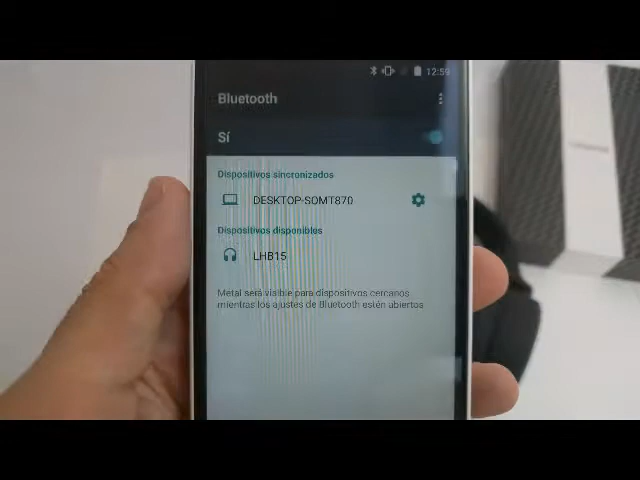 12:59
Bluetooth
Sí
Dispositivos sincronizados
DESKTOP-SOMT870
Dispositivos disponibles
LHB15
Metal será visible para dispositivos cercanos
mientras los ajustes de Bluetooth estén abiertos